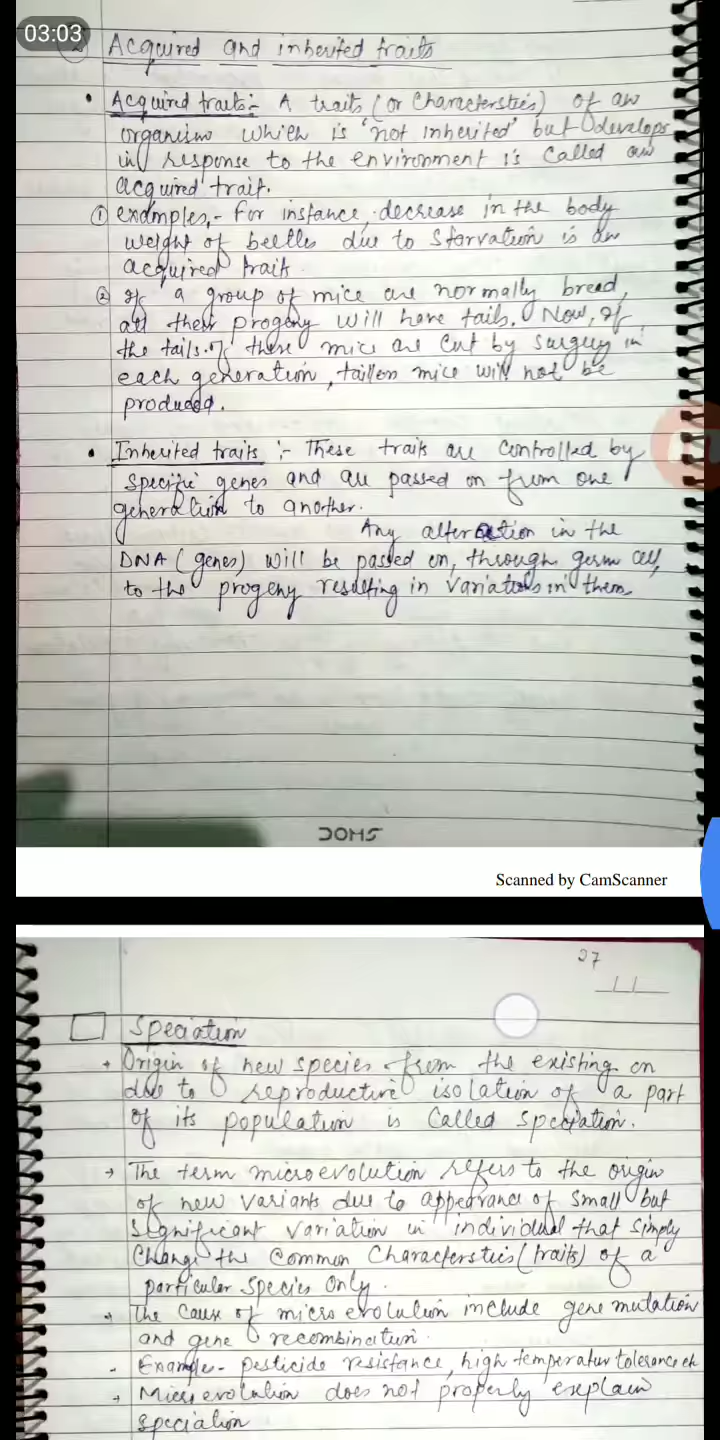 03:03
② Acquired and inherited traits
• Acquired traits:- A traits (or Characterstics) of an
organism which is 'not inherited' but develops
in response to the environment is called an
acquired trait.
① examples,- For instance, decrease in the body
weight of beetles due to starvation is an
acquired trait.
② If a group of mice are normally bread,
all their progeny will have tails. Now, If
the tails of these mice are cut by surgery in
each generation, tailless mice will not be
produced.
• Inherited traits :- These traits are controlled by
specific genes and are passed on from one
generation to another.
Any alteration in the
DNA (genes) will be passed on, through germ cell,
to the progeny resulting in variations in them
DOMS
Scanned by CamScanner
27
Speciation
→ Origin of new species from the existing on
due to reproductive isolation of a part
of its population is called speciation.
→ The term microevolution refers to the origin
of new variants due to appearance of small but
significant variation in individual that simply
change the common characterstics (traits) of a
particular species only.
→ The cause of micro evolution include gene mutation
and gene recombination.
- Example - pesticide resistance, high temperatur tolerance
→ Micro evolution does not properly explain
speciation